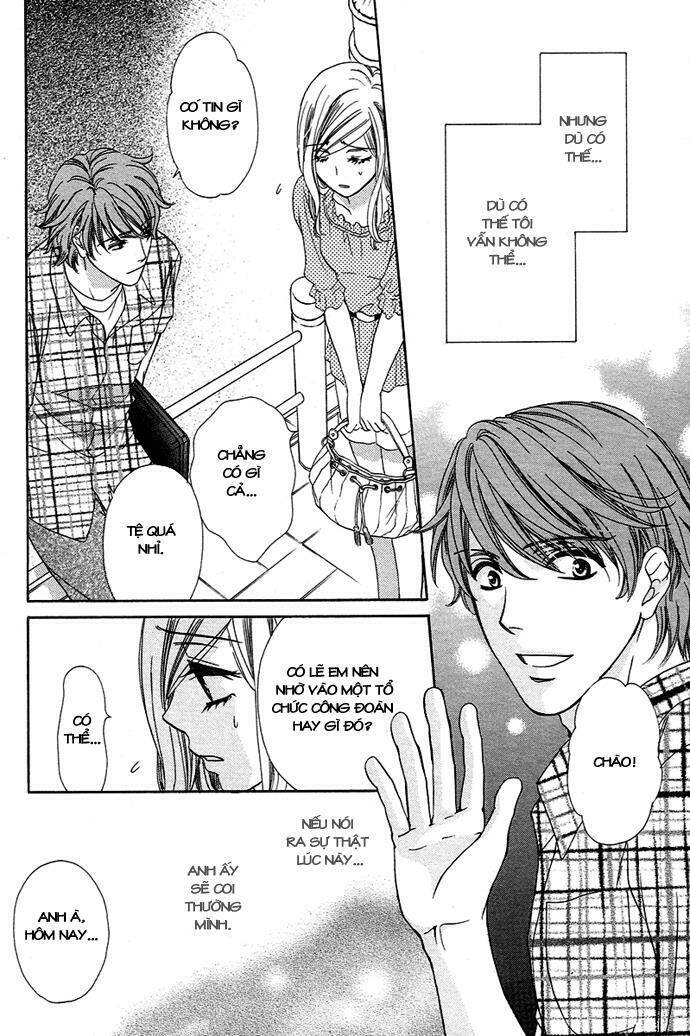 NHƯNG
DÙ CÓ
THẾ...
DÙ CÓ
THẾ TÔI
VẪN KHÔNG
THỂ...
CHÀO!
CÓ TIN GÌ
KHÔNG?
CHẲNG
CÓ GÌ
CẢ...
TỆ QUÁ
NHỈ.
CÓ LẼ EM NÊN
NHỜ VÀO MỘT TỔ
CHỨC CÔNG ĐOÀN
HAY GÌ ĐÓ?
CÓ
THỂ...
NẾU NÓI
RA SỰ THẬT
LÚC NÀY...
ANH ẤY
SẼ COI
THƯỜNG
MÌNH.
ANH À,
HÔM NAY...